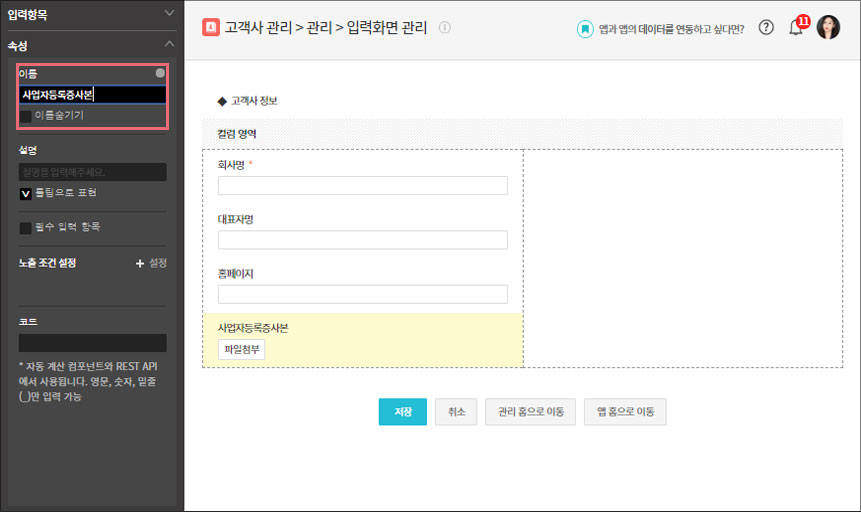 입력항목
속성
이름
사업자등록증사본
이름숨기기
설명
설명을 입력해주세요.
툴팁으로 표현
필수 입력 항목
노출 조건 설정 + 설정
코드
* 자동 계산 컴포넌트와 REST API
에서 사용됩니다. 영문, 숫자, 밑줄
(_)만 입력 가능
고객사 관리 > 관리 > 입력화면 관리
앱과 앱의 데이터를 연동하고 싶다면?
11
◆ 고객사 정보
컬럼 영역
회사명 *
대표자명
홈페이지
사업자등록증사본
파일첨부
저장 취소 관리 홈으로 이동 앱 홈으로 이동